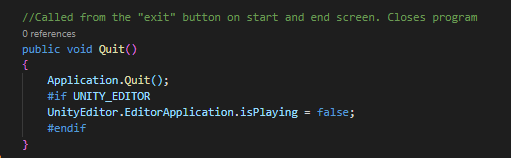 //Called from the "exit" button on start and end screen. Closes program
0 references
public void Quit()
{
    Application.Quit();
    #if UNITY_EDITOR
    UnityEditor.EditorApplication.isPlaying = false;
    #endif
}